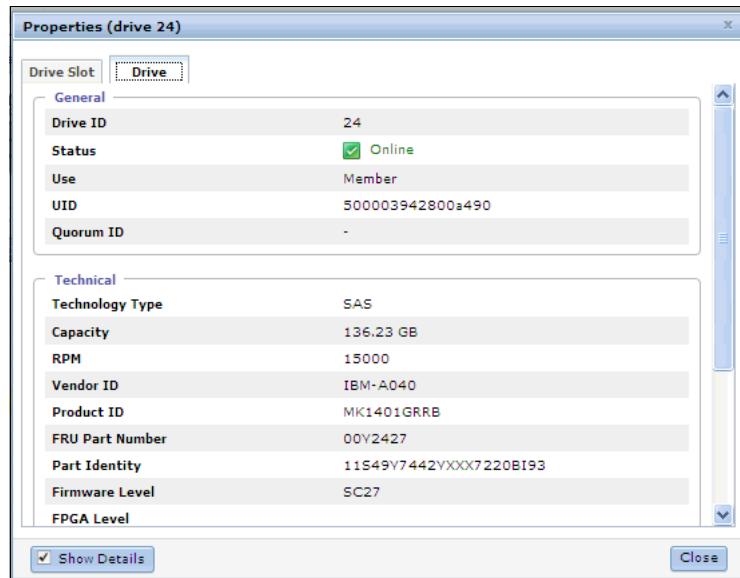 Properties (drive 24) x
Drive Slot Drive
General
Drive ID 24
Status Online
Use Member
UID 500003942800a490
Quorum ID -
Technical
Technology Type SAS
Capacity 136.23 GB
RPM 15000
Vendor ID IBM-A040
Product ID MK1401GRRB
FRU Part Number 00Y2427
Part Identity 11S49Y7442YXXX7220BI93
Firmware Level SC27
FPGA Level
Show Details Close